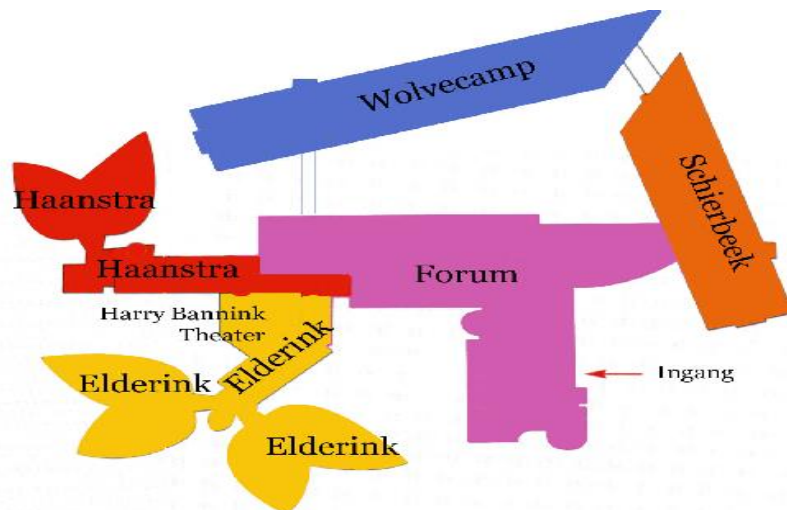 Wolvecamp
Schierbeek
Haanstra
Haanstra
Forum
Harry Bannink
Theater
Elderink
Elderink
Elderink
Ingang